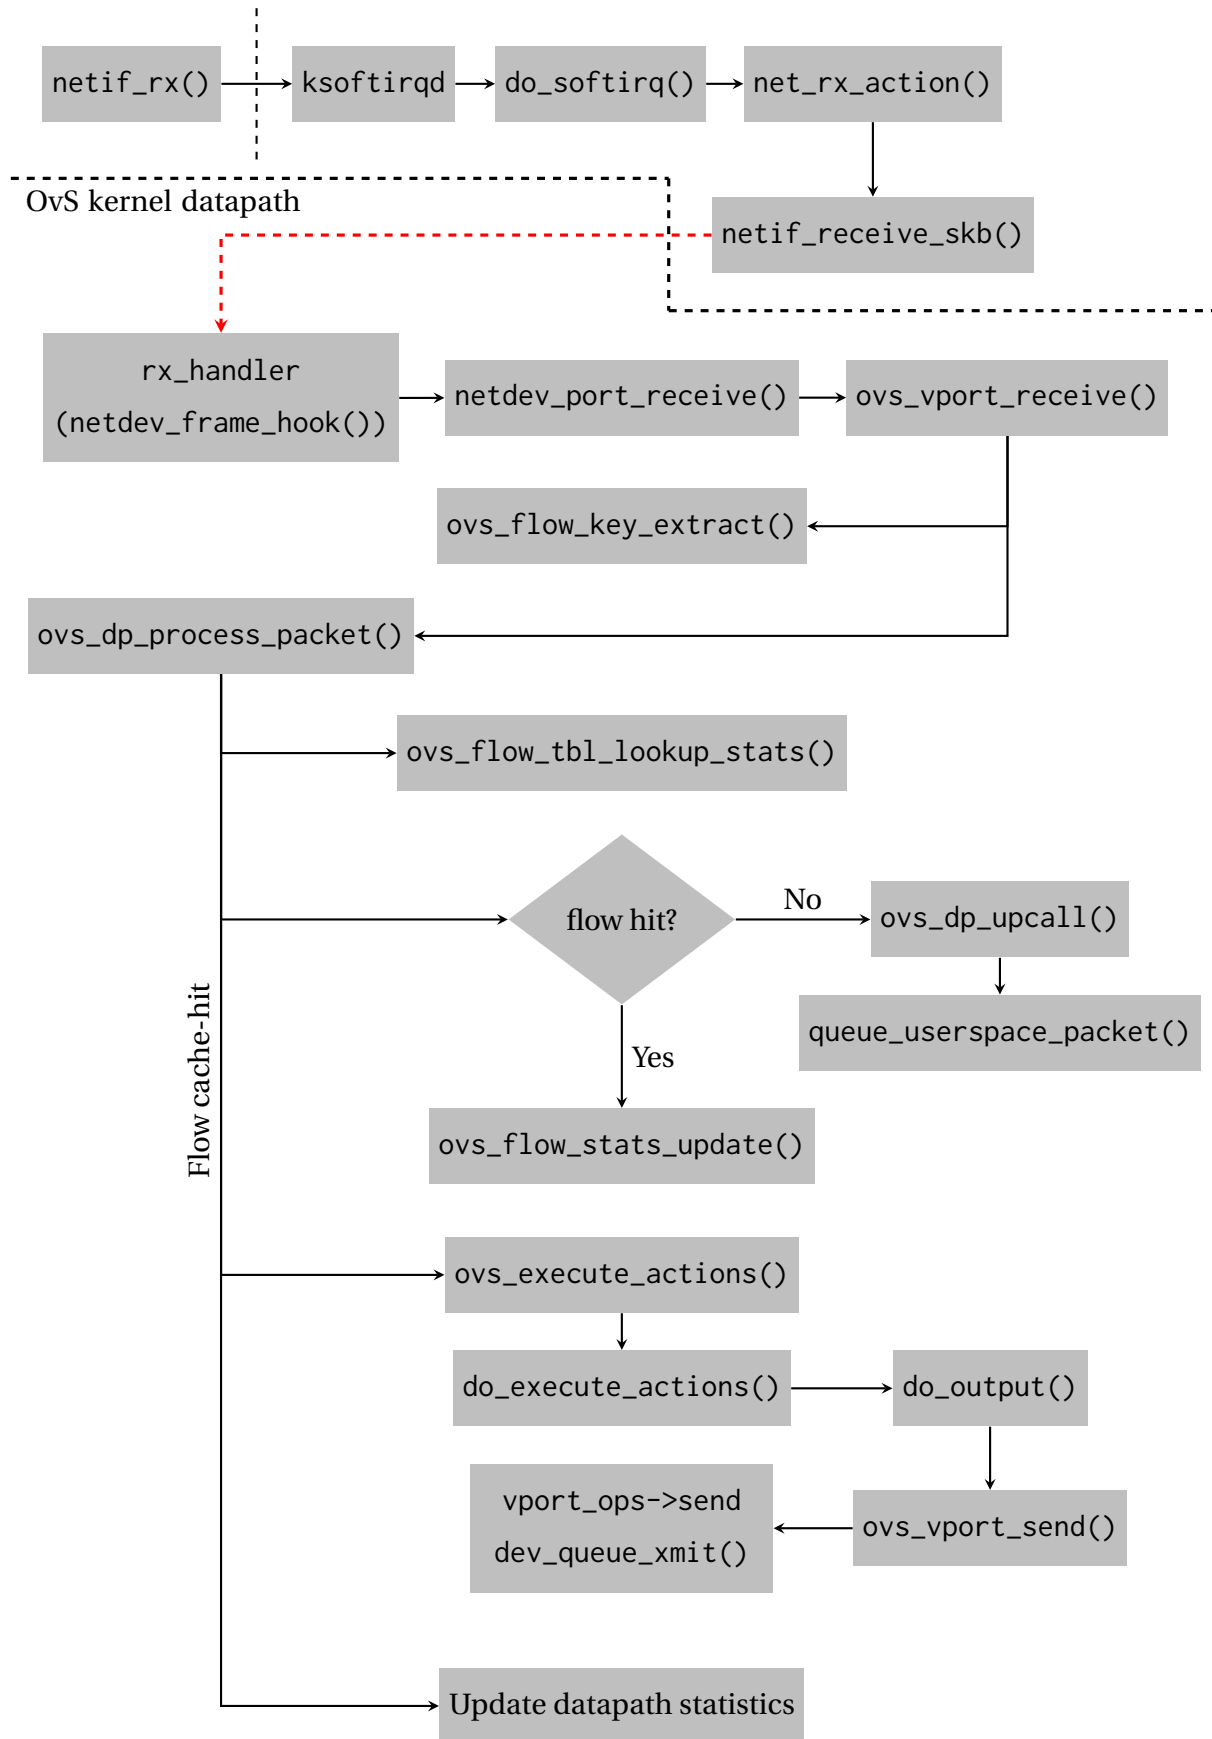 netif_rx()
ksoftirqd
do_softirq()
net_rx_action()
OvS kernel datapath
netif_receive_skb()
rx_handler
(netdev_frame_hook())
netdev_port_receive()
ovs_vport_receive()
ovs_flow_key_extract()
ovs_dp_process_packet()
ovs_flow_tbl_lookup_stats()
flow hit?
No
ovs_dp_upcall()
queue_userspace_packet()
Yes
Flow cache-hit
ovs_flow_stats_update()
ovs_execute_actions()
do_execute_actions()
do_output()
vport_ops->send
dev_queue_xmit()
ovs_vport_send()
Update datapath statistics